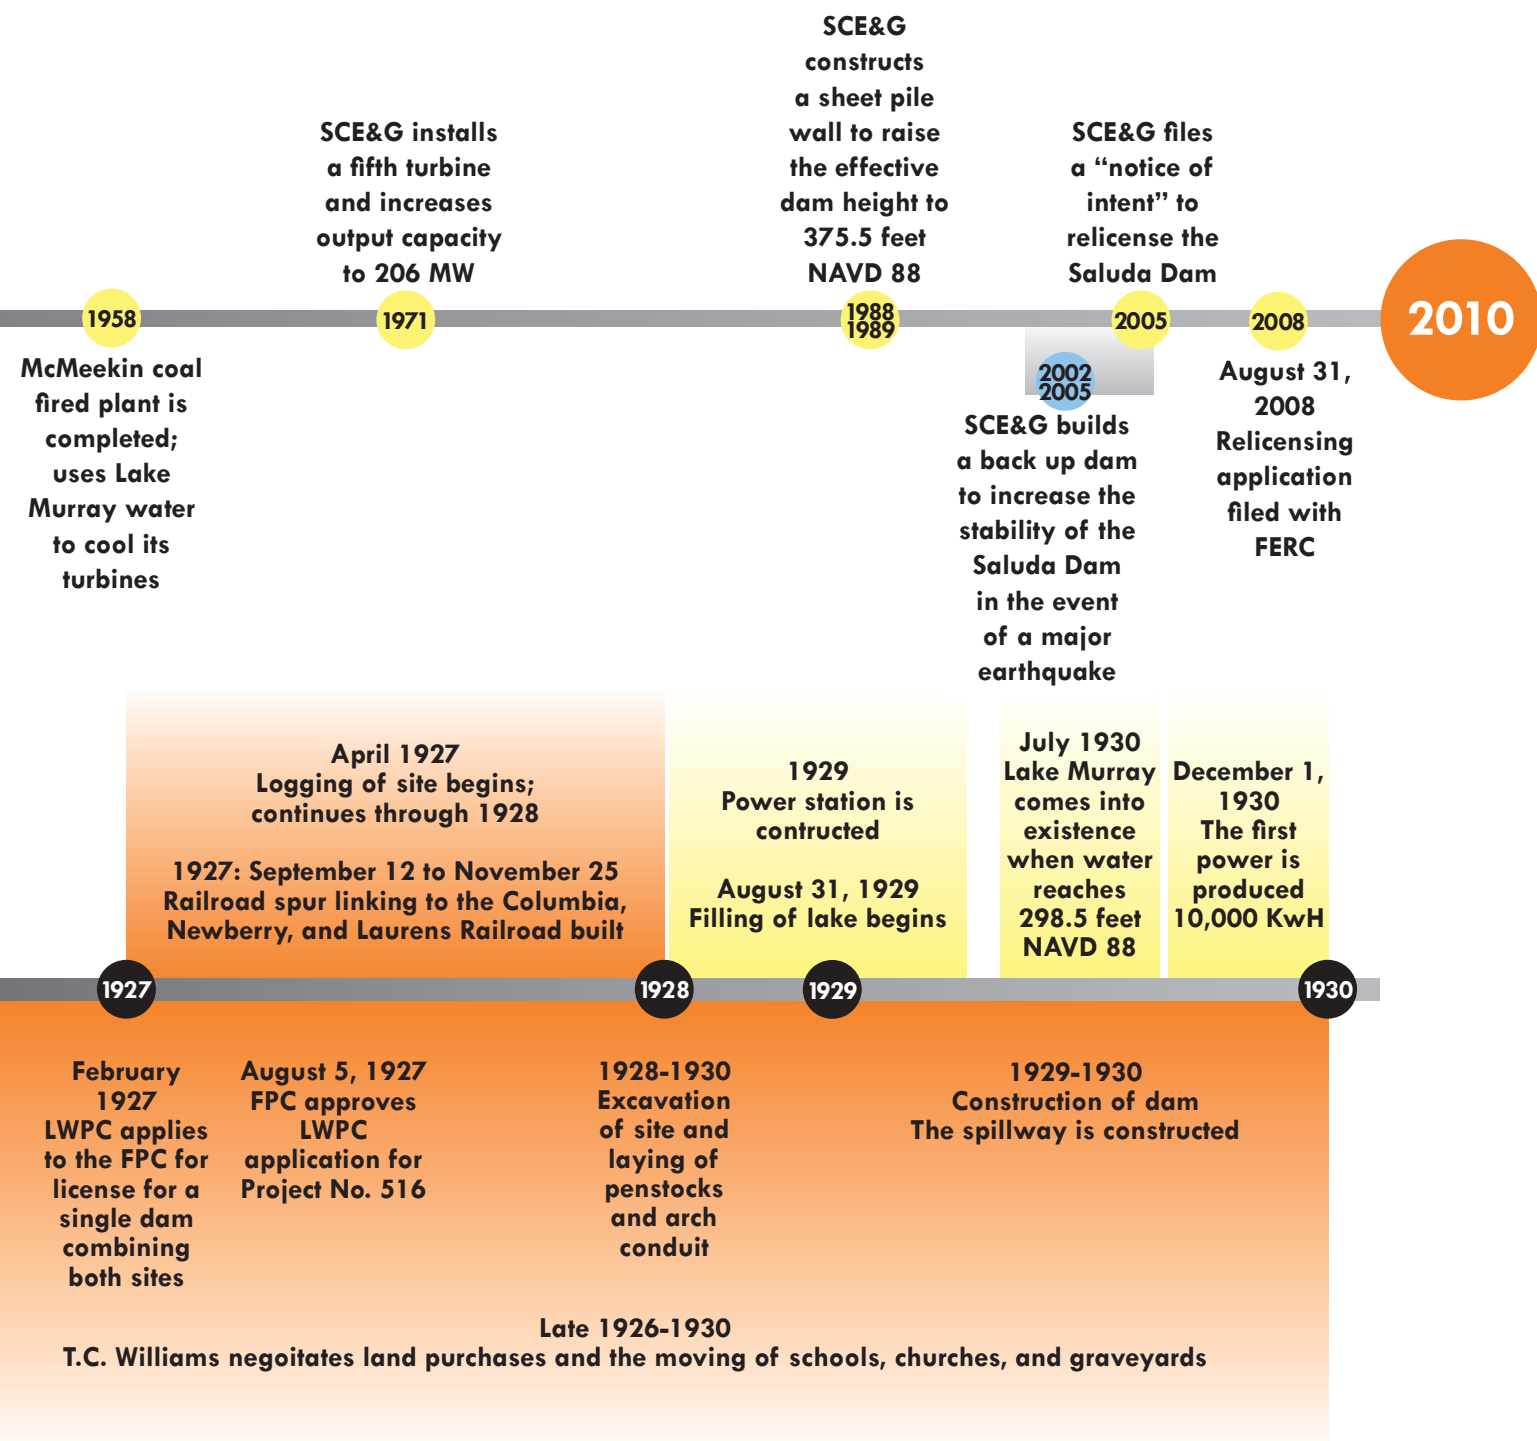 SCE&G installs
a fifth turbine
and increases
output capacity
to 206 MW
SCE&G
constructs
a sheet pile
wall to raise
the effective
dam height to
375.5 feet
NAVD 88
SCE&G files
a “notice of
intent” to
relicense the
Saluda Dam
1958
1971
1988
1989
2005
2008
2010
McMeekin coal
fired plant is
completed;
uses Lake
Murray water
to cool its
turbines
2002
2005
SCE&G builds
a back up dam
to increase the
stability of the
Saluda Dam
in the event
of a major
earthquake
August 31,
2008
Relicensing
application
filed with
FERC
April 1927
Logging of site begins;
continues through 1928
1927: September 12 to November 25
Railroad spur linking to the Columbia,
Newberry, and Laurens Railroad built
1929
Power station is
contructed
August 31, 1929
Filling of lake begins
July 1930
Lake Murray
comes into
existence
when water
reaches
298.5 feet
NAVD 88
December 1,
1930
The first
power is
produced
10,000 KwH
1927
1928
1929
1930
February
1927
LWPC applies
to the FPC for
license for a
single dam
combining
both sites
August 5, 1927
FPC approves
LWPC
application for
Project No. 516
1928-1930
Excavation
of site and
laying of
penstocks
and arch
conduit
1929-1930
Construction of dam
The spillway is constructed
Late 1926-1930
T.C. Williams negoitates land purchases and the moving of schools, churches, and graveyards